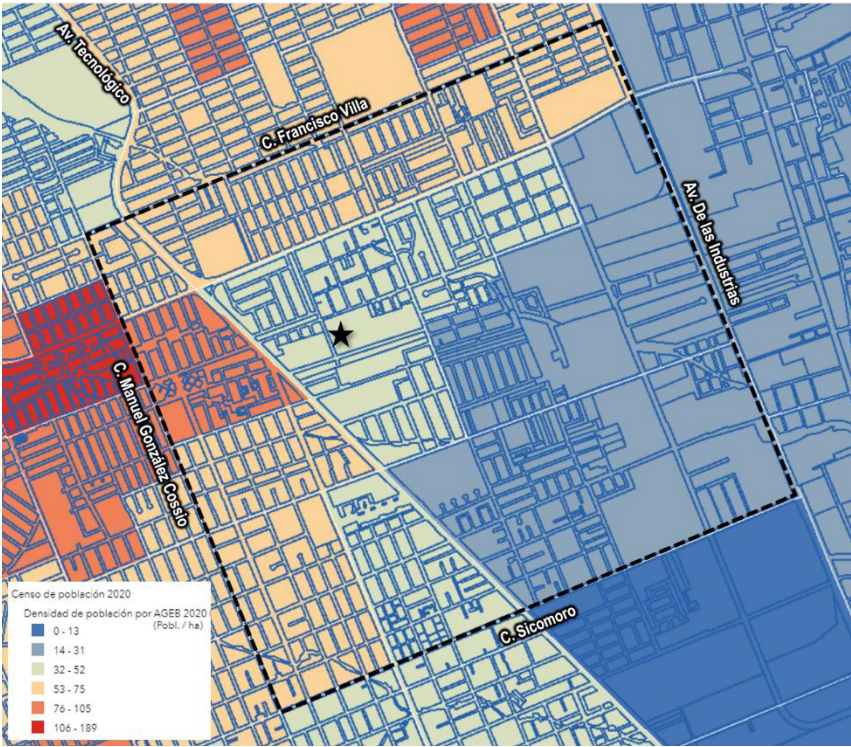 Av. Tecnológico
C. Francisco Villa
Av. De las Industrias
C. Manuel González Cossio
C. Sicomoro
Censo de población 2020
Densidad de población por AGEB 2020
(Pobl. / ha)
0 - 13
14 - 31
32 - 52
53 - 75
76 - 105
106 - 189